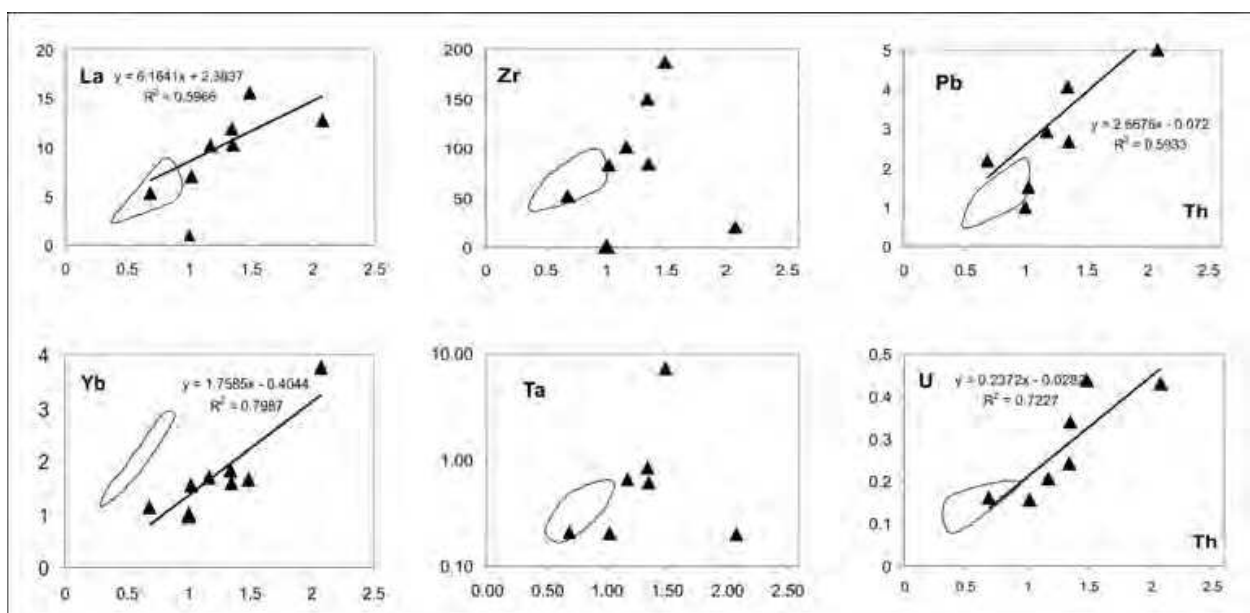 20
15
10
5
0
La
y = 6.1641x + 2.3837
R² = 0.5966
0 0.5 1 1.5 2 2.5
200
150
100
50
0
Zr
0 0.5 1 1.5 2 2.5
5
4
3
2
1
0
Pb
y = 2.6676x - 0.072
R² = 0.5933
Th
0 0.5 1 1.5 2 2.5
4
3
2
1
0
Yb
y = 1.7585x - 0.4044
R² = 0.7987
0 0.5 1 1.5 2 2.5
10.00
1.00
0.10
Ta
0.00 0.50 1.00 1.50 2.00 2.50
0.5
0.4
0.3
0.2
0.1
0
U
y = 0.2372x - 0.0282
R² = 0.7227
Th
0 0.5 1 1.5 2 2.5